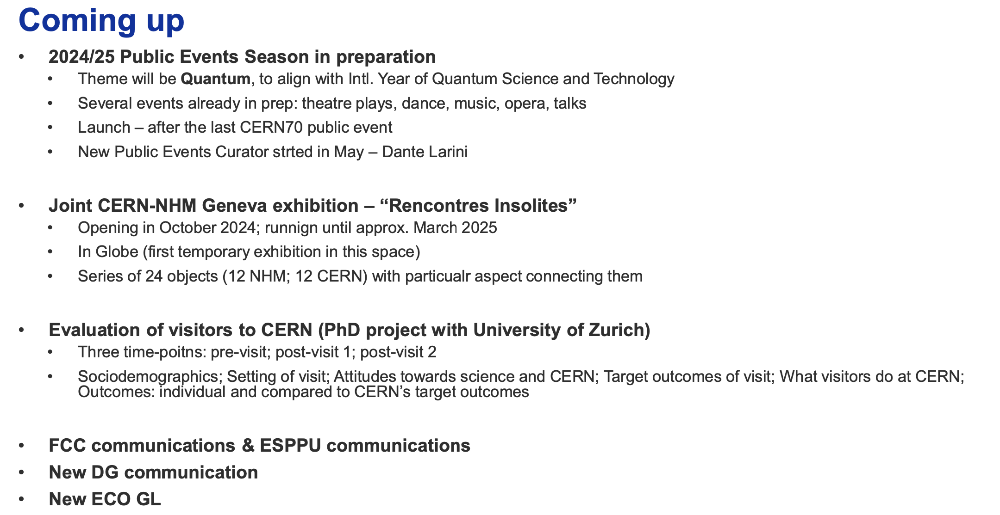 Coming up
• 2024/25 Public Events Season in preparation
• Theme will be Quantum, to align with Intl. Year of Quantum Science and Technology
• Several events already in prep: theatre plays, dance, music, opera, talks
• Launch – after the last CERN70 public event
• New Public Events Curator strted in May – Dante Larini
• Joint CERN-NHM Geneva exhibition – “Rencontres Insolites”
• Opening in October 2024; runnign until approx. March 2025
• In Globe (first temporary exhibition in this space)
• Series of 24 objects (12 NHM; 12 CERN) with particualr aspect connecting them
• Evaluation of visitors to CERN (PhD project with University of Zurich)
• Three time-poitns: pre-visit; post-visit 1; post-visit 2
• Sociodemographics; Setting of visit; Attitudes towards science and CERN; Target outcomes of visit; What visitors do at CERN;
Outcomes: individual and compared to CERN’s target outcomes
• FCC communications & ESPPU communications
• New DG communication
• New ECO GL